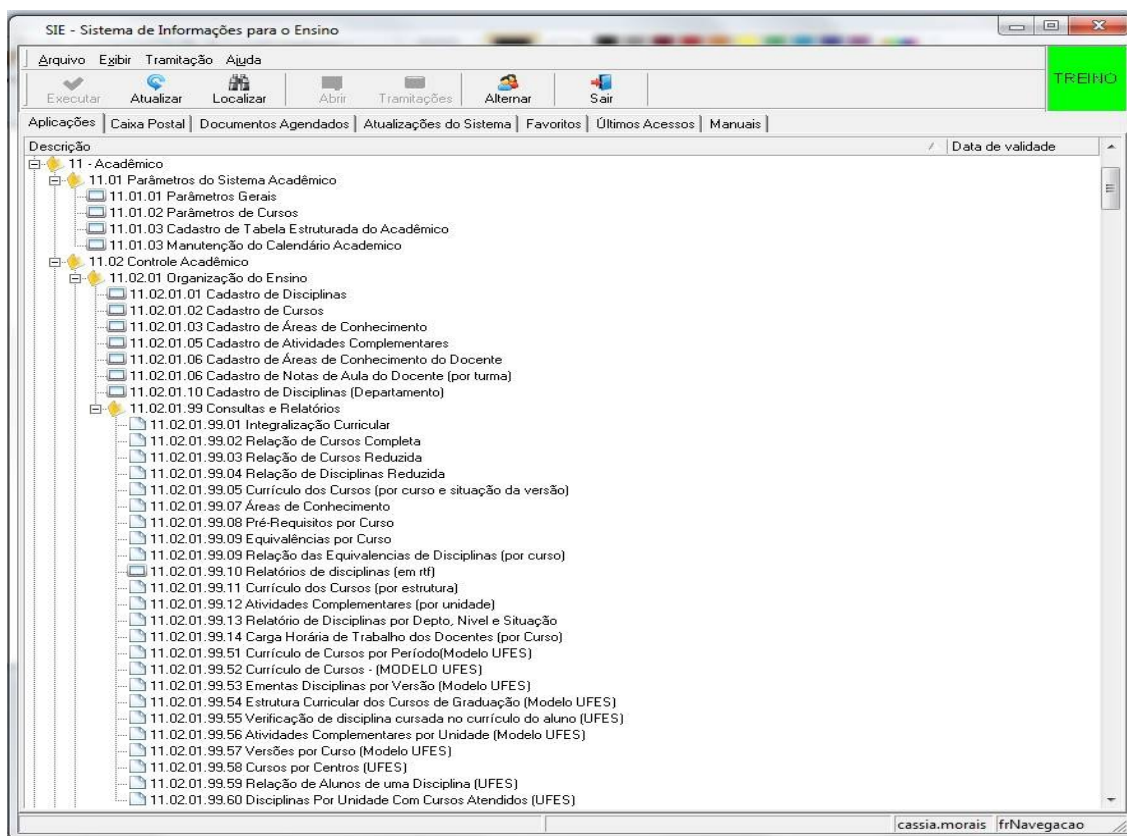 SIE - Sistema de Informações para o Ensino
Arquivo Exibir Tramitação Ajuda
TREINO
Executar Atualizar Localizar Abrir Tramitações Alternar Sair
Aplicações Caixa Postal Documentos Agendados Atualizações do Sistema Favoritos Últimos Acessos Manuais
Descrição Data de validade
11 - Acadêmico
11.01 Parâmetros do Sistema Acadêmico
11.01.01 Parâmetros Gerais
11.01.02 Parâmetros de Cursos
11.01.03 Cadastro de Tabela Estruturada do Acadêmico
11.01.03 Manutenção do Calendário Academico
11.02 Controle Acadêmico
11.02.01 Organização do Ensino
11.02.01.01 Cadastro de Disciplinas
11.02.01.02 Cadastro de Cursos
11.02.01.03 Cadastro de Áreas de Conhecimento
11.02.01.05 Cadastro de Atividades Complementares
11.02.01.06 Cadastro de Áreas de Conhecimento do Docente
11.02.01.06 Cadastro de Notas de Aula do Docente (por turma)
11.02.01.10 Cadastro de Disciplinas (Departamento)
11.02.01.99 Consultas e Relatórios
11.02.01.99.01 Integralização Curricular
11.02.01.99.02 Relação de Cursos Completa
11.02.01.99.03 Relação de Cursos Reduzida
11.02.01.99.04 Relação de Disciplinas Reduzida
11.02.01.99.05 Currículo dos Cursos (por curso e situação da versão)
11.02.01.99.07 Áreas de Conhecimento
11.02.01.99.08 Pré-Requisitos por Curso
11.02.01.99.09 Equivalências por Curso
11.02.01.99.09 Relação das Equivalencias de Disciplinas (por curso)
11.02.01.99.10 Relatórios de disciplinas (em rtf)
11.02.01.99.11 Currículo dos Cursos (por estrutura)
11.02.01.99.12 Atividades Complementares (por unidade)
11.02.01.99.13 Relatório de Disciplinas por Depto, Nivel e Situação
11.02.01.99.14 Carga Horária de Trabalho dos Docentes (por Curso)
11.02.01.99.51 Currículo de Cursos por Período(Modelo UFES)
11.02.01.99.52 Currículo de Cursos - (MODELO UFES)
11.02.01.99.53 Ementas Disciplinas por Versão (Modelo UFES)
11.02.01.99.54 Estrutura Curricular dos Cursos de Graduação (Modelo UFES)
11.02.01.99.55 Verificação de disciplina cursada no currículo do aluno (UFES)
11.02.01.99.56 Atividades Complementares por Unidade (Modelo UFES)
11.02.01.99.57 Versões por Curso (Modelo UFES)
11.02.01.99.58 Cursos por Centros (UFES)
11.02.01.99.59 Relação de Alunos de uma Disciplina (UFES)
11.02.01.99.60 Disciplinas Por Unidade Com Cursos Atendidos (UFES)
cassia.morais frNavegacao